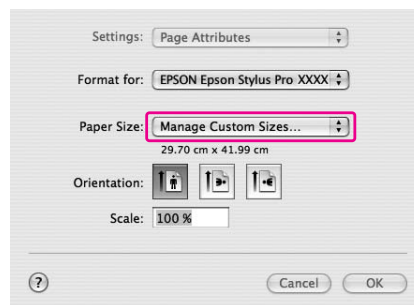 Settings: Page Attributes
Format for: EPSON Epson Stylus Pro XXXX
Paper Size: Manage Custom Sizes...
29.70 cm x 41.99 cm
Orientation:
Scale: 100 %
? Cancel OK